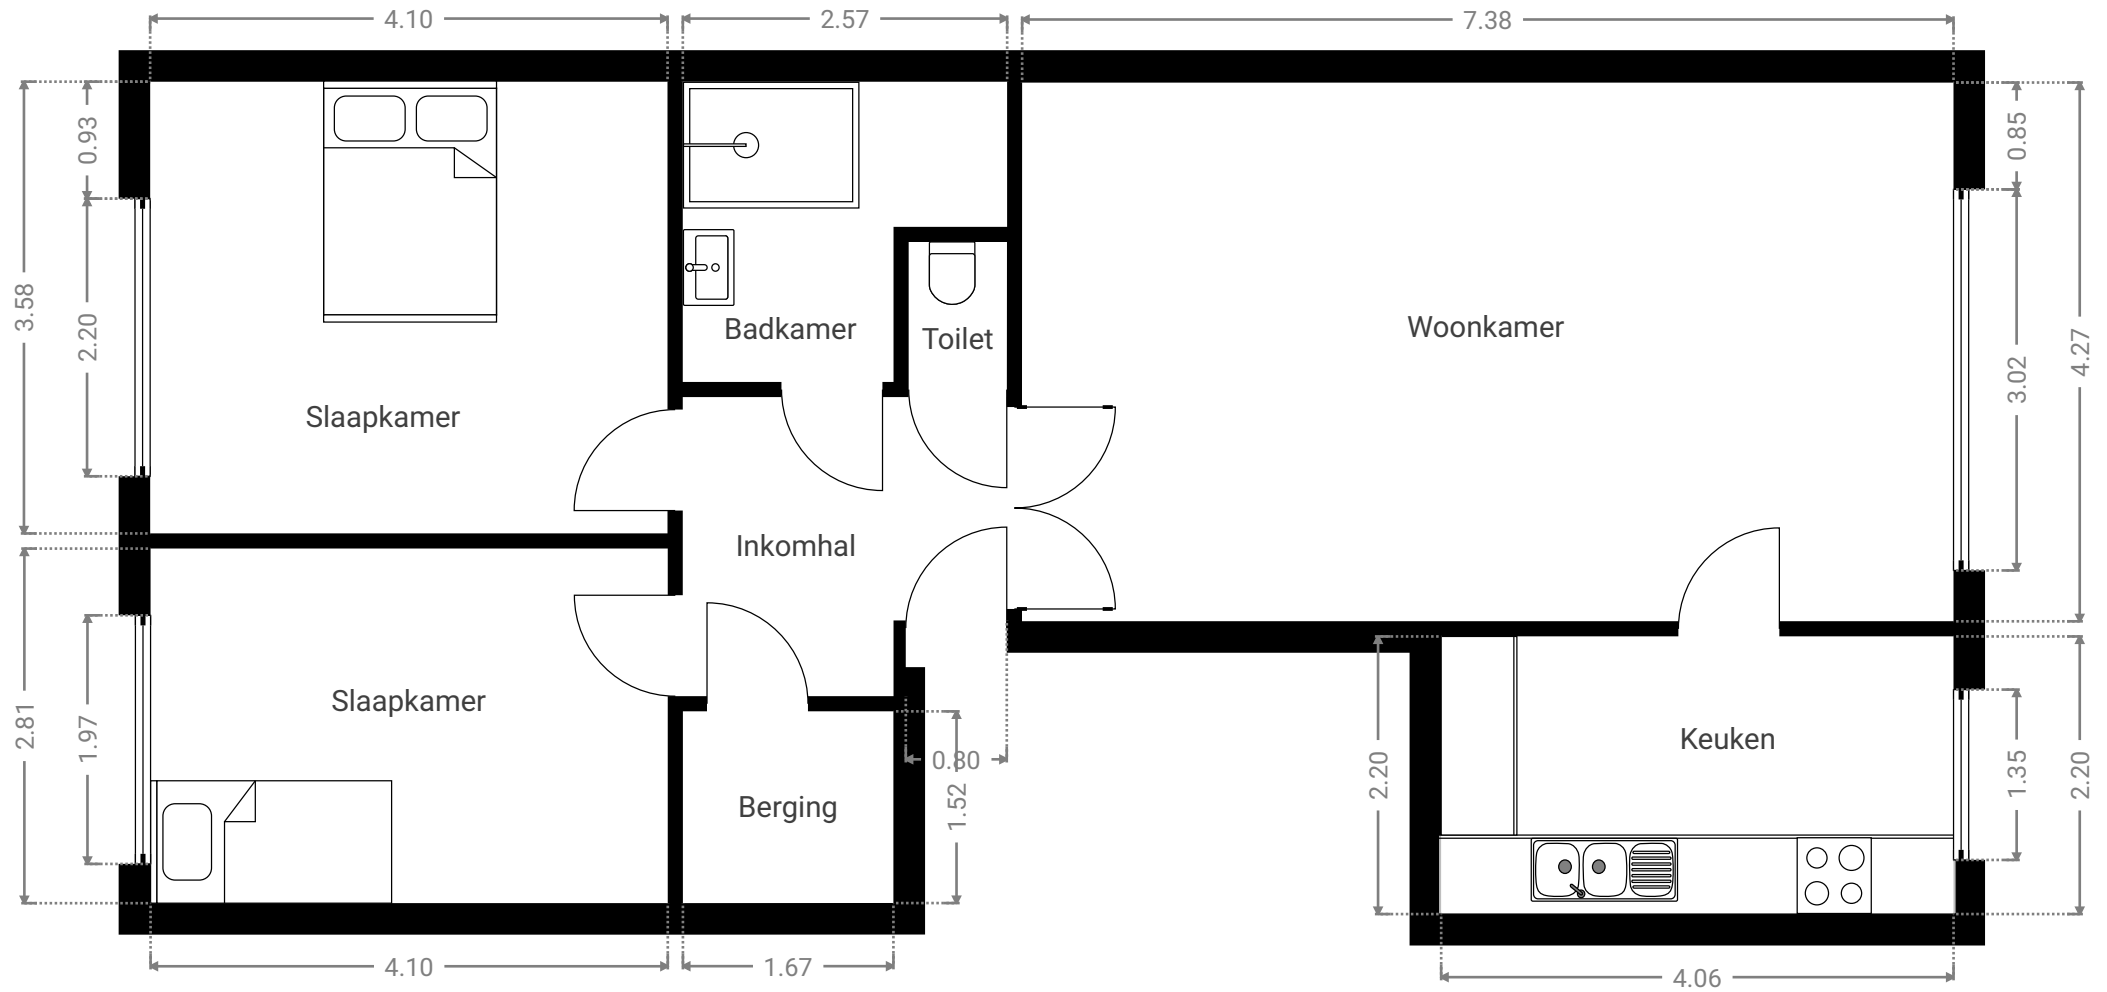 4.10
2.57
7.38
0.93
0.85
3.58
2.20
Badkamer
Toilet
Woonkamer
4.27
3.02
Slaapkamer
Inkomhal
2.81
1.97
Slaapkamer
0.80
1.52
Berging
2.20
Keuken
1.35
2.20
4.10
1.67
4.06